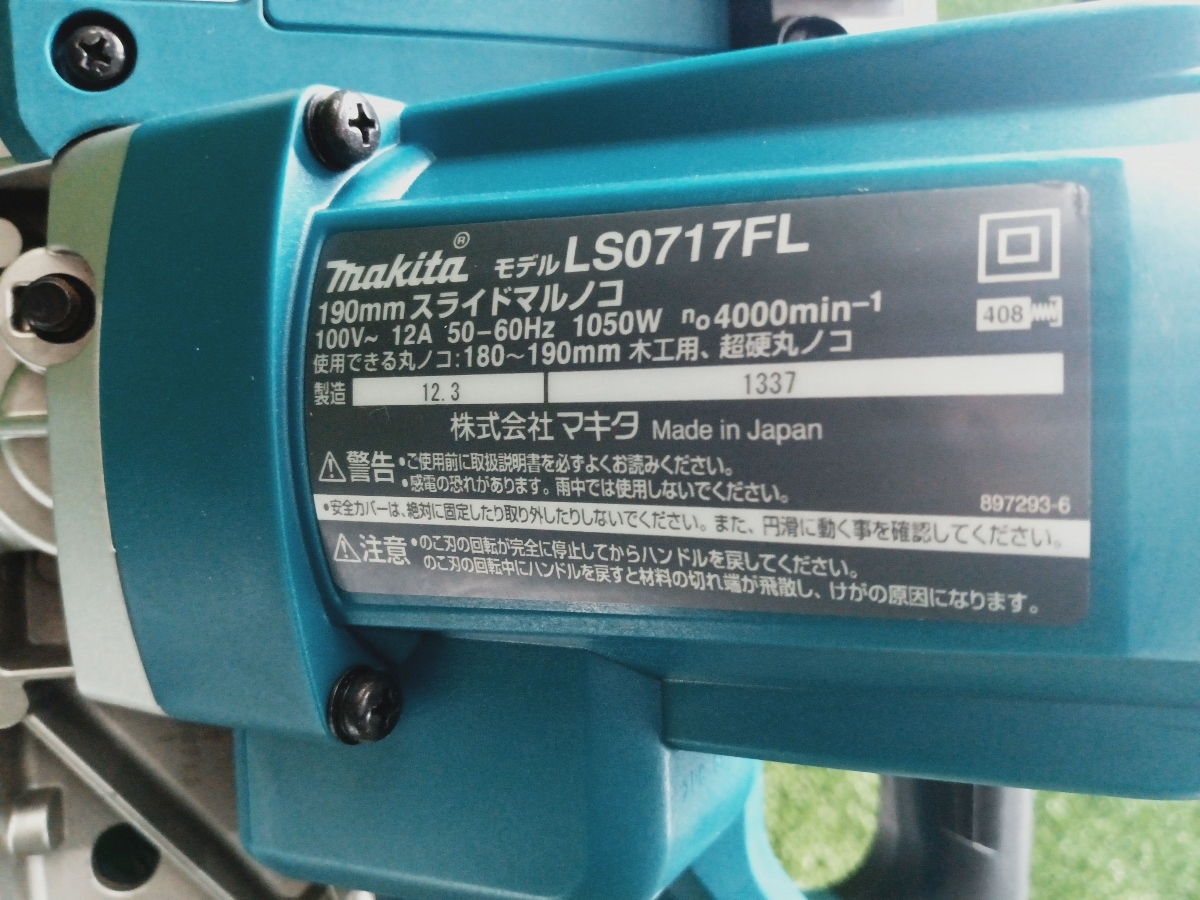 makita® モデル LS0717FL
190mm スライドマルノコ
100V~ 12A 50-60Hz 1050W n₀ 4000min⁻¹
408
使用できる丸ノコ:180~190mm 木工用、超硬丸ノコ
製造 12.3 1337
株式会社マキタ Made in Japan
警告 •ご使用前に取扱説明書を必ずよくお読みください。
•感電の恐れがあります。雨中では使用しないでください。
897293-6
•安全カバーは、絶対に固定したり取り外したりしないでください。また、円滑に動く事を確認してください。
注意 •のこ刃の回転が完全に停止してからハンドルを戻してください。
のこ刃の回転中にハンドルを戻すと材料の切れ端が飛散し、けがの原因になります。